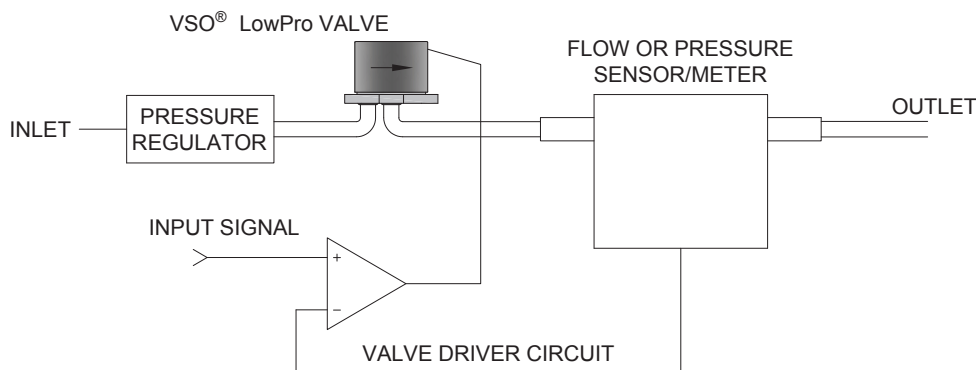 VSO® LowPro VALVE
FLOW OR PRESSURE
SENSOR/METER
OUTLET
INLET
PRESSURE
REGULATOR
INPUT SIGNAL
+
–
VALVE DRIVER CIRCUIT